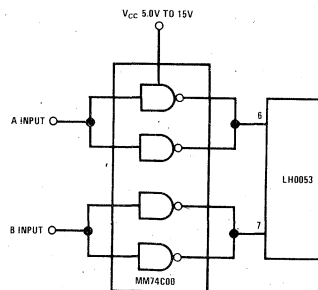 VCC 5.0V TO 15V
A INPUT
6
LH0053
B INPUT
7
MM74C00